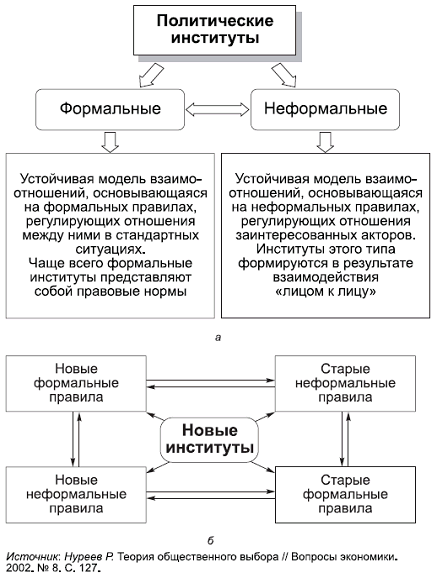 Политические
институты
Формальные
Неформальные
Устойчивая модель взаимо-
отношений, основывающаяся
на формальных правилах,
регулирующих отношения
между ними в стандартных
ситуациях.
Чаще всего формальные
институты представляют
собой правовые нормы
Устойчивая модель взаимо-
отношений, основывающаяся
на неформальных правилах,
регулирующих отношения
заинтересованных акторов.
Институты этого типа
формируются в результате
взаимодействия
«лицом к лицу»
а
Новые
формальные
правила
Старые
неформальные
правила
Новые
институты
Новые
неформальные
правила
Старые
формальные
правила
б
Источник: Нуреев Р. Теория общественного выбора // Вопросы экономики.
2002. № 8. С. 127.